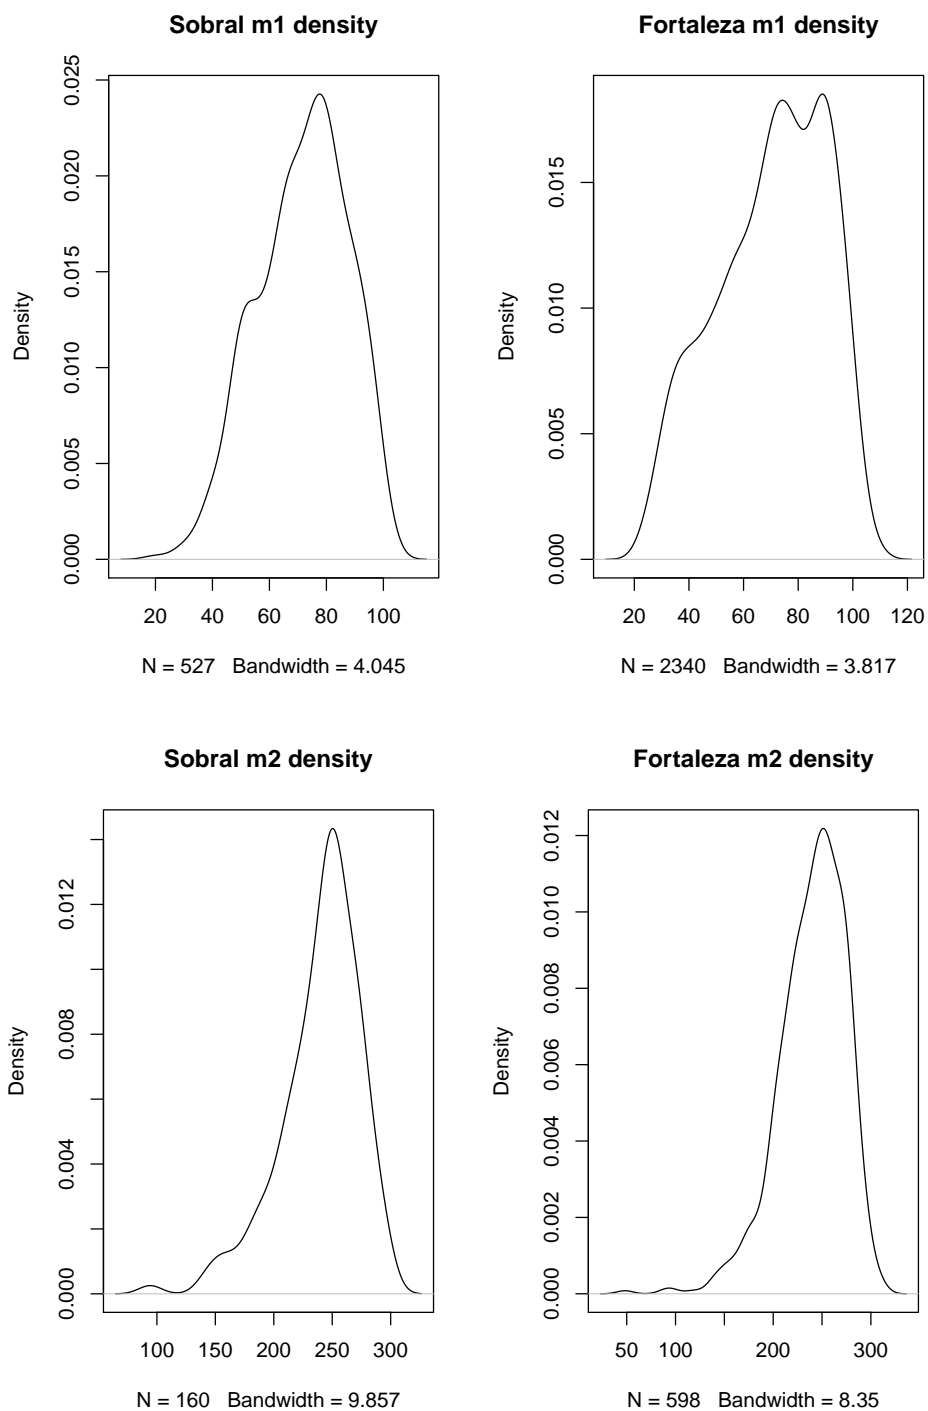 Sobral m1 density
Density
0.000 0.005 0.010 0.015 0.020 0.025
20 40 60 80 100
N = 527 Bandwidth = 4.045
Fortaleza m1 density
Density
0.000 0.005 0.010 0.015
20 40 60 80 100 120
N = 2340 Bandwidth = 3.817
Sobral m2 density
Density
0.000 0.004 0.008 0.012
100 150 200 250 300
N = 160 Bandwidth = 9.857
Fortaleza m2 density
Density
0.000 0.002 0.004 0.006 0.008 0.010 0.012
50 100 200 300
N = 598 Bandwidth = 8.35